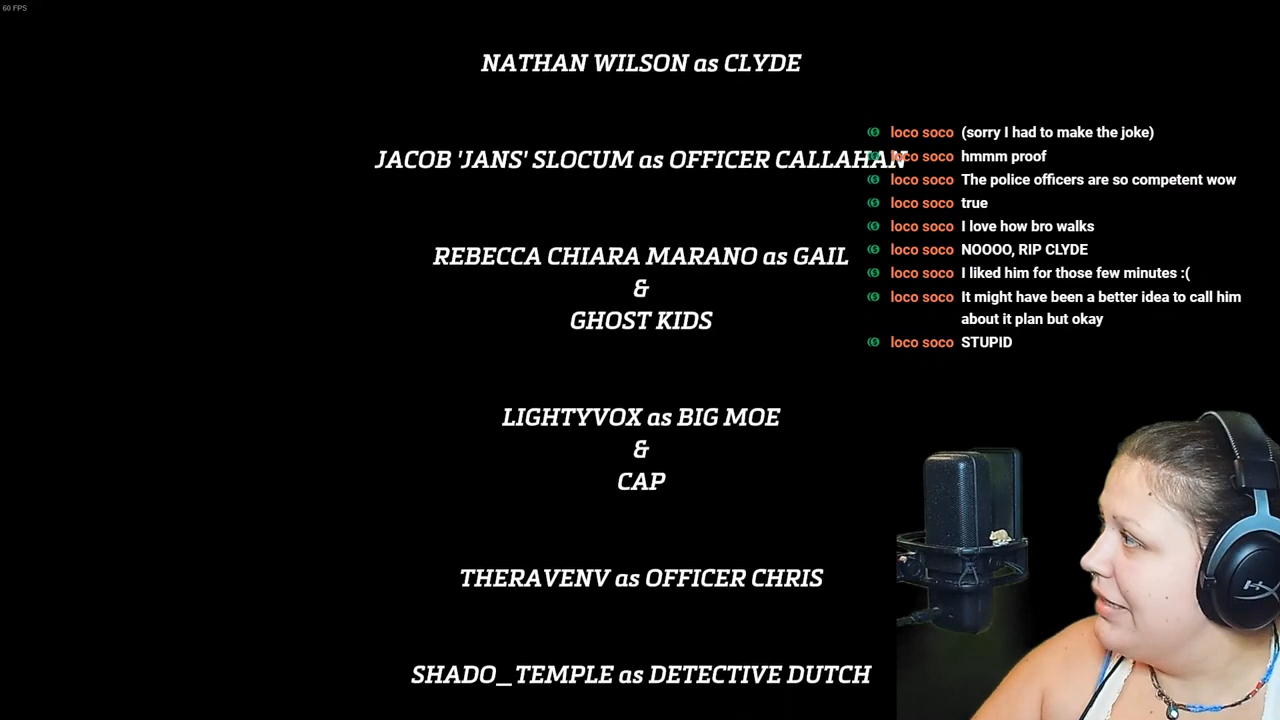 60 FPS
NATHAN WILSON as CLYDE
JACOB 'JANS' SLOCUM as OFFICER CALLAHAN
REBECCA CHIARA MARANO as GAIL
&
GHOST KIDS
LIGHTYVOX as BIG MOE
&
CAP
THERAVENV as OFFICER CHRIS
SHADO_TEMPLE as DETECTIVE DUTCH
loco soco (sorry I had to make the joke)
loco soco hmmm proof
loco soco The police officers are so competent wow
loco soco true
loco soco I love how bro walks
loco soco NOOOO, RIP CLYDE
loco soco I liked him for those few minutes :(
loco soco It might have been a better idea to call him
about it plan but okay
loco soco STUPID